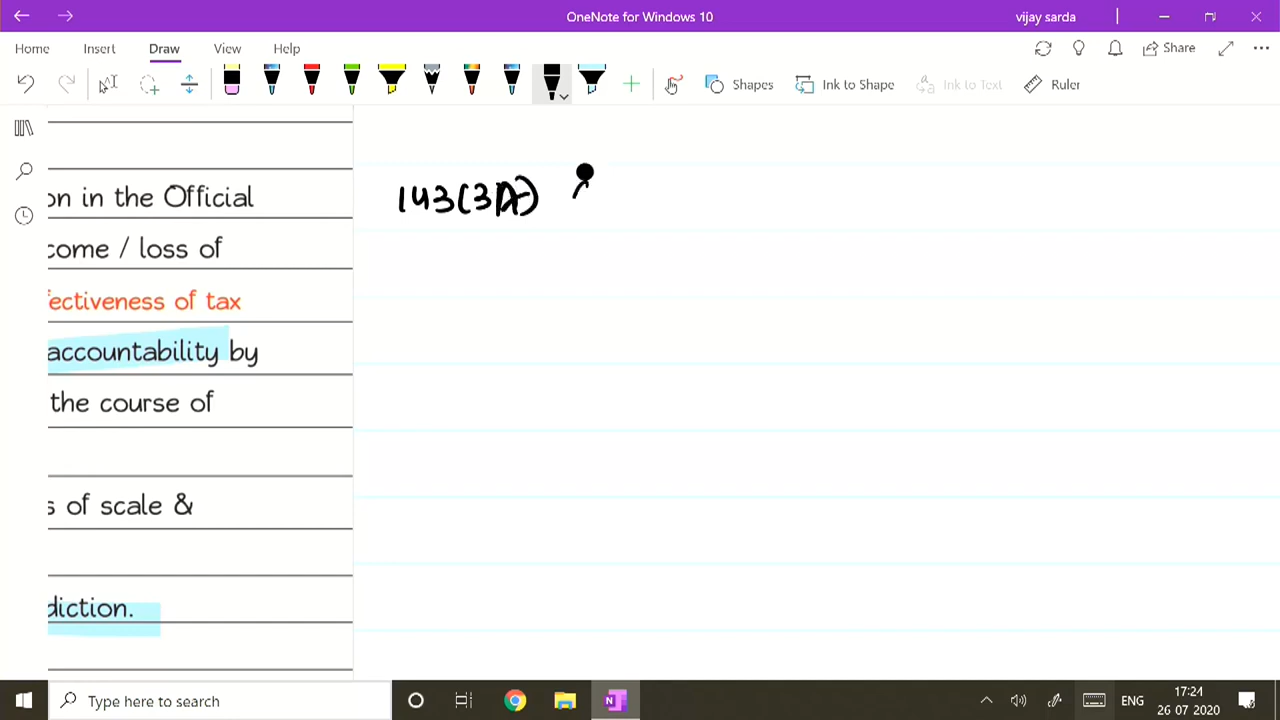 OneNote for Windows 10
vijay sarda
Home Insert Draw View Help
Share
Shapes
Ink to Shape
Ink to Text
Ruler
on in the Official
143(3A)
come / loss of
fectiveness of tax
accountability by
the course of
s of scale &
diction.
Type here to search
N
ENG
17:24
26-07-2020
3